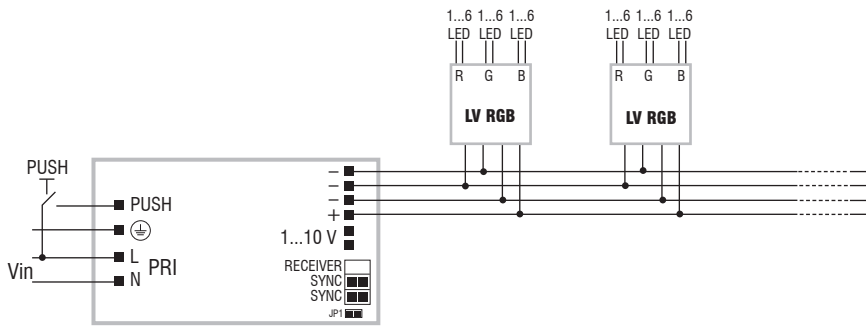 1...6 1...6 1...6
LED LED LED
1...6 1...6 1...6
LED LED LED
R G B
LV RGB
R G B
LV RGB
PUSH
PUSH
L
PRI
N
Vin
–
–
–
+
1...10 V
RECEIVER
SYNC
SYNC
JP1